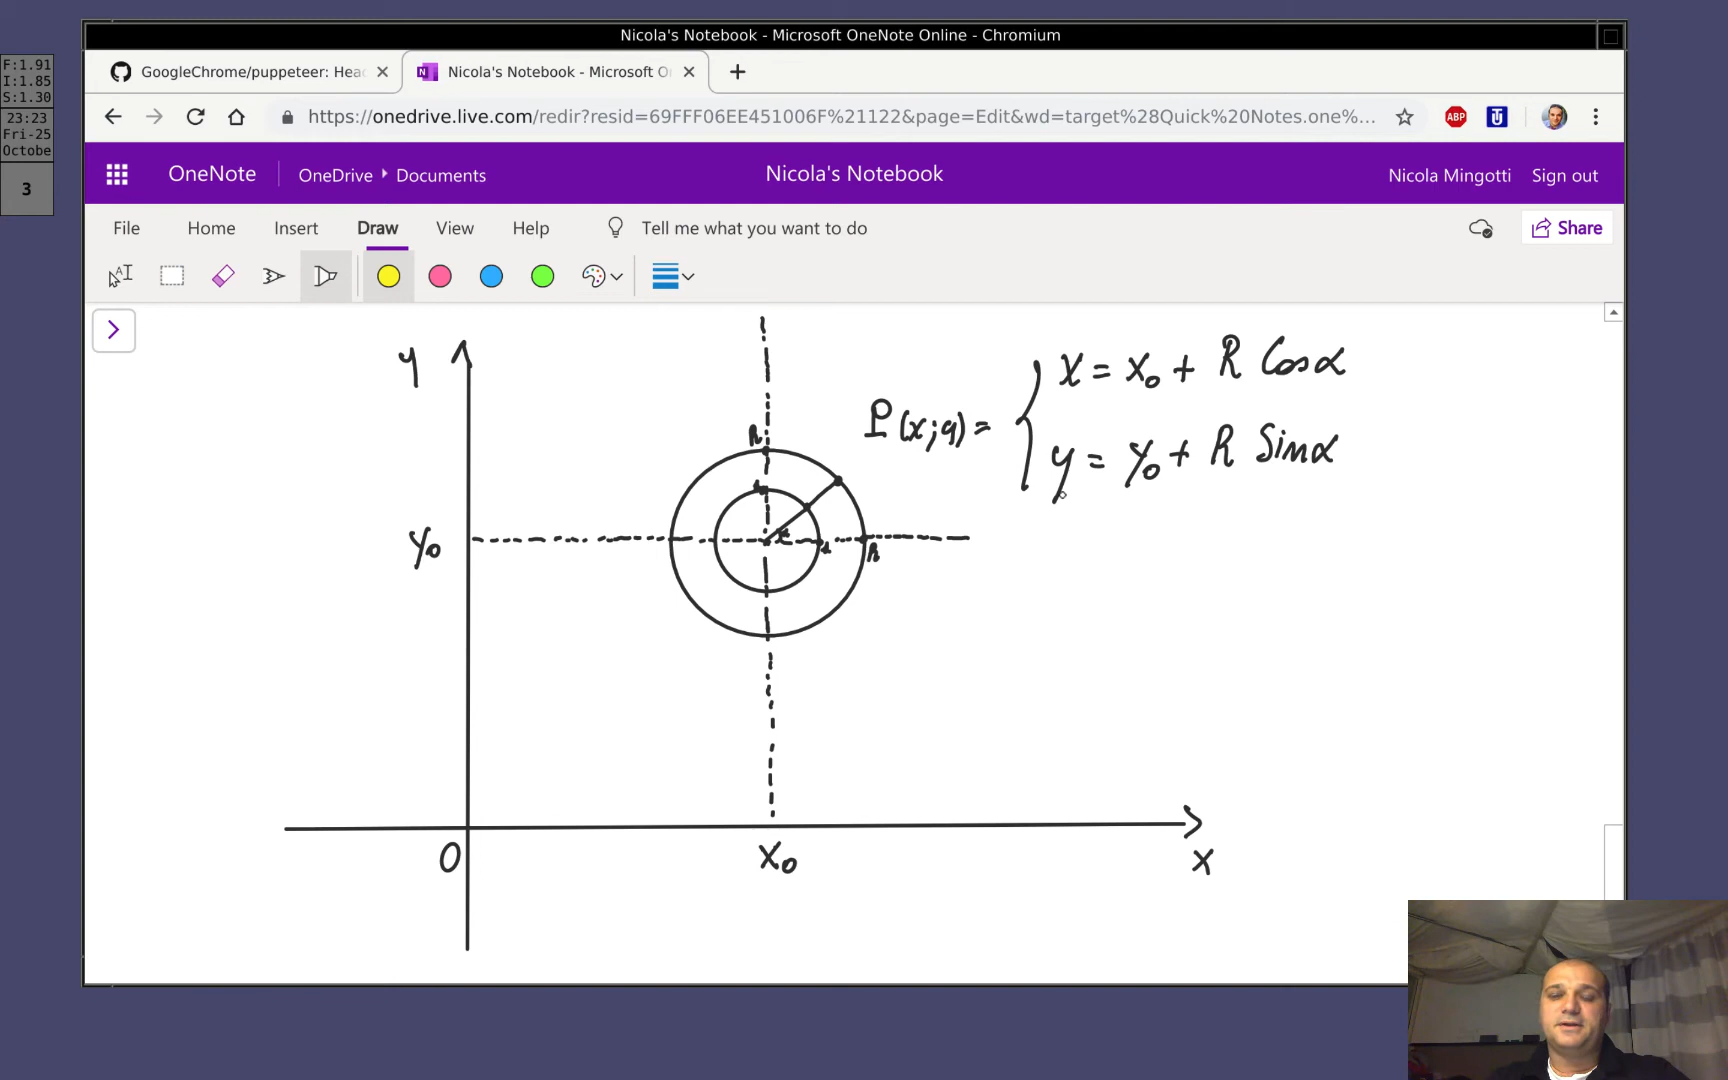 Nicola's Notebook - Microsoft OneNote Online - Chromium
F:1.91
I:1.85
S:1.30
23:23
Fri-25
Octobe
3
GoogleChrome/puppeteer: Hea
Nicola's Notebook - Microsoft O
https://onedrive.live.com/redir?resid=69FFF06EE451006F%21122&page=Edit&wd=target%28Quick%20Notes.one%...
ABP
OneNote
OneDrive
Documents
Nicola's Notebook
Nicola Mingotti
Sign out
File
Home
Insert
Draw
View
Help
Tell me what you want to do
Share
y
P(x;y)=
x = x0 + R Cosα
y = y0 + R Sinα
R
1
y0
α
1
R
0
x0
x